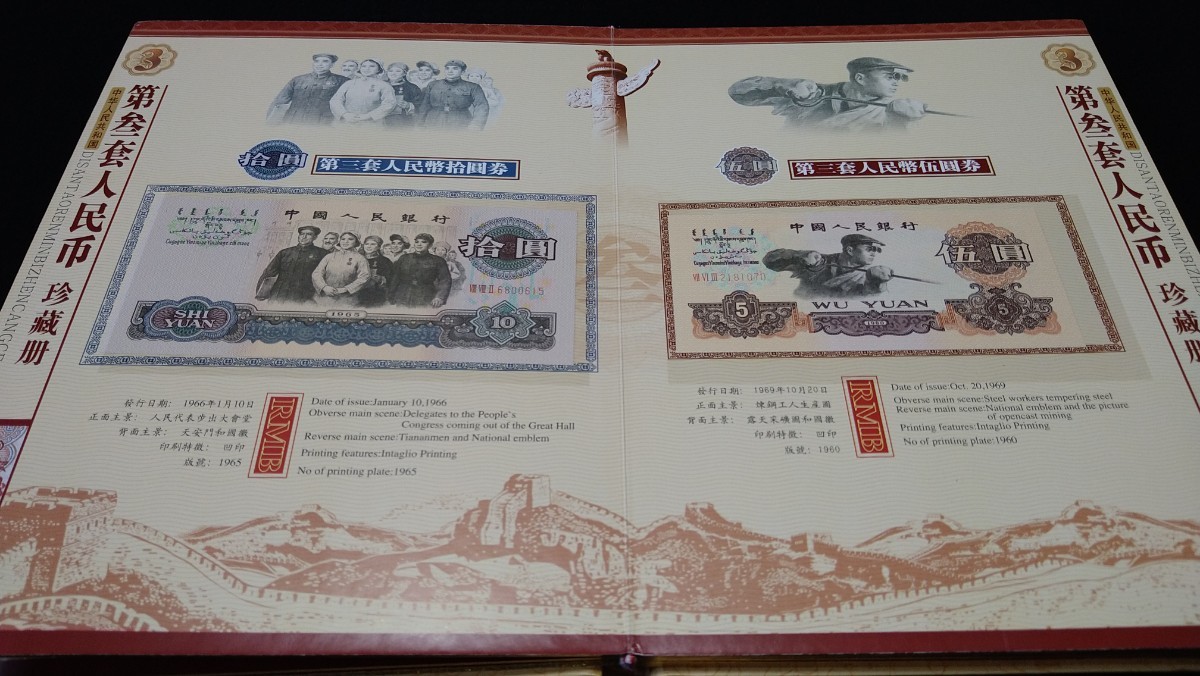 3
中华人民共和国
第叁套人民币 珍藏册
拾圓
第三套人民幣拾圓券
中國人民銀行
拾圓
VIII VIII II 6800615
1965
SHI
YUAN
10
發行日期: 1966年1月10日
正面主景: 人民代表步出大會堂
背面主景: 天安門和國徽
印刷特徵: 凹印
版號: 1965
RMB
Date of issue:January 10,1966
Obverse main scene:Delegates to the People's
Congress coming out of the Great Hall
Reverse main scene:Tiananmen and National emblem
Printing features:Intaglio Printing
No of printing plate:1965
叁
伍圓
第三套人民幣伍圓券
中國人民銀行
伍圓
VII VI III 2181070
5
WU YUAN
1960
5
發行日期: 1969年10月20日
正面主景: 煉鋼工人生産圖
背面主景: 露天采礦圖和國徽
印刷特徵: 凹印
版號: 1960
RMB
Date of issue:Oct. 20,1969
Obverse main scene:Steel workers tempering steel
Reverse main scene:National emblem and the picture
of opencast mining
Printing features:Intaglio Printing
No of printing plate:1960
3
中华人民共和国
第叁套人民币 珍藏册